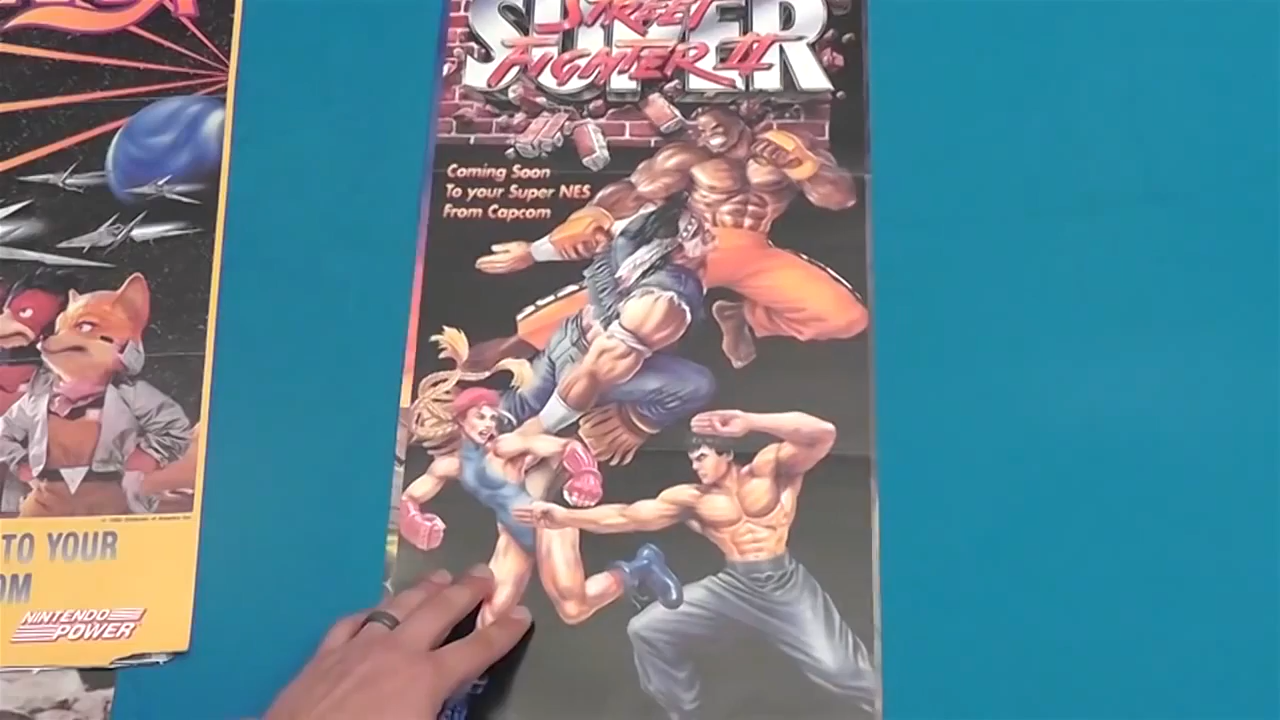 SUPER
STREET
FIGHTER II
Coming Soon
To your Super NES
From Capcom
TO YOUR
OM
NINTENDO
POWER